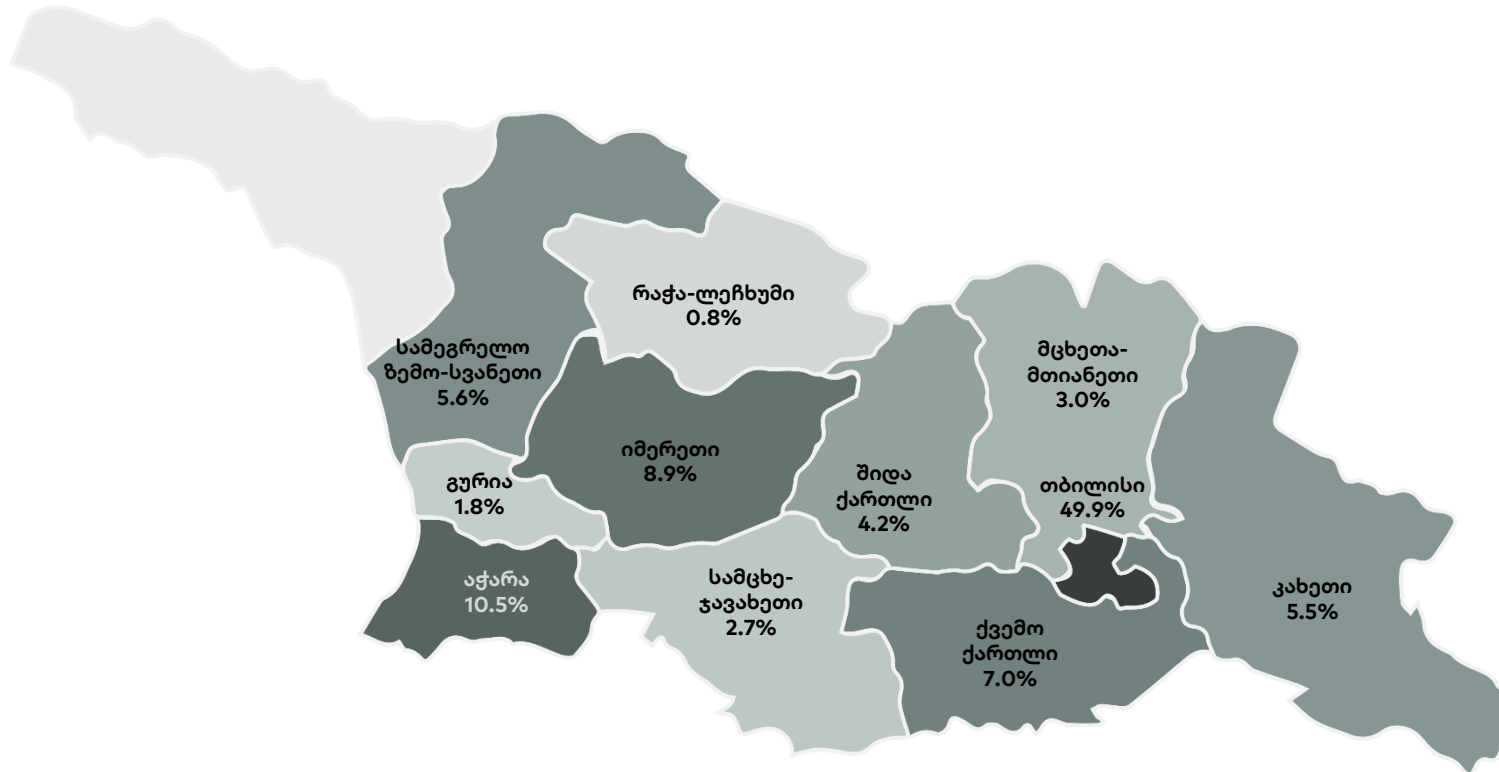 რაჭა-ლეჩხუმი
0.8%
სამეგრელო
ზემო-სვანეთი
5.6%
მცხეთა-
მთიანეთი
3.0%
იმერეთი
8.9%
გურია
1.8%
შიდა
ქართლი
4.2%
თბილისი
49.9%
აჭარა
10.5%
სამცხე-
ჯავახეთი
2.7%
ქვემო
ქართლი
7.0%
კახეთი
5.5%